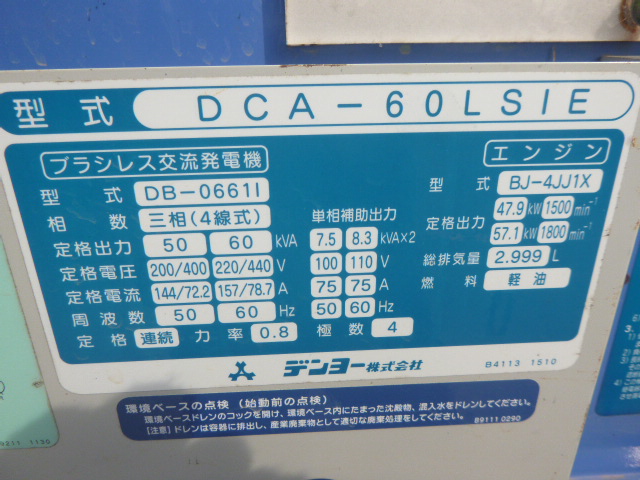 型式 DCA-60LSIE
ブラシレス交流発電機
型式 DB-0661I
相数 三相(4線式)
定格出力 50 60 kVA
定格電圧 200/400 220/440 V
定格電流 144/72.2 157/78.7 A
周波数 50 60 Hz
定格 連続 力率 0.8 極数 4
単相補助出力
7.5 8.3 kVA×2
100 110 V
75 75 A
50 60 Hz
エンジン
型式 BJ-4JJ1X
定格出力 47.9 kW 1500 min⁻¹
57.1 kW 1800 min⁻¹
総排気量 2.999 L
燃料 軽油
デンヨー株式会社
B4113 1510
環境ベースの点検 (始動前の点検)
環境ベースドレンのコックを開け、環境ベース内にたまった沈殿物、混入水をドレンしてください。
[注意] ドレンは容器に排出し、産業廃棄物として適切な廃棄処理をしてください。
B9111 0290
9211 1130